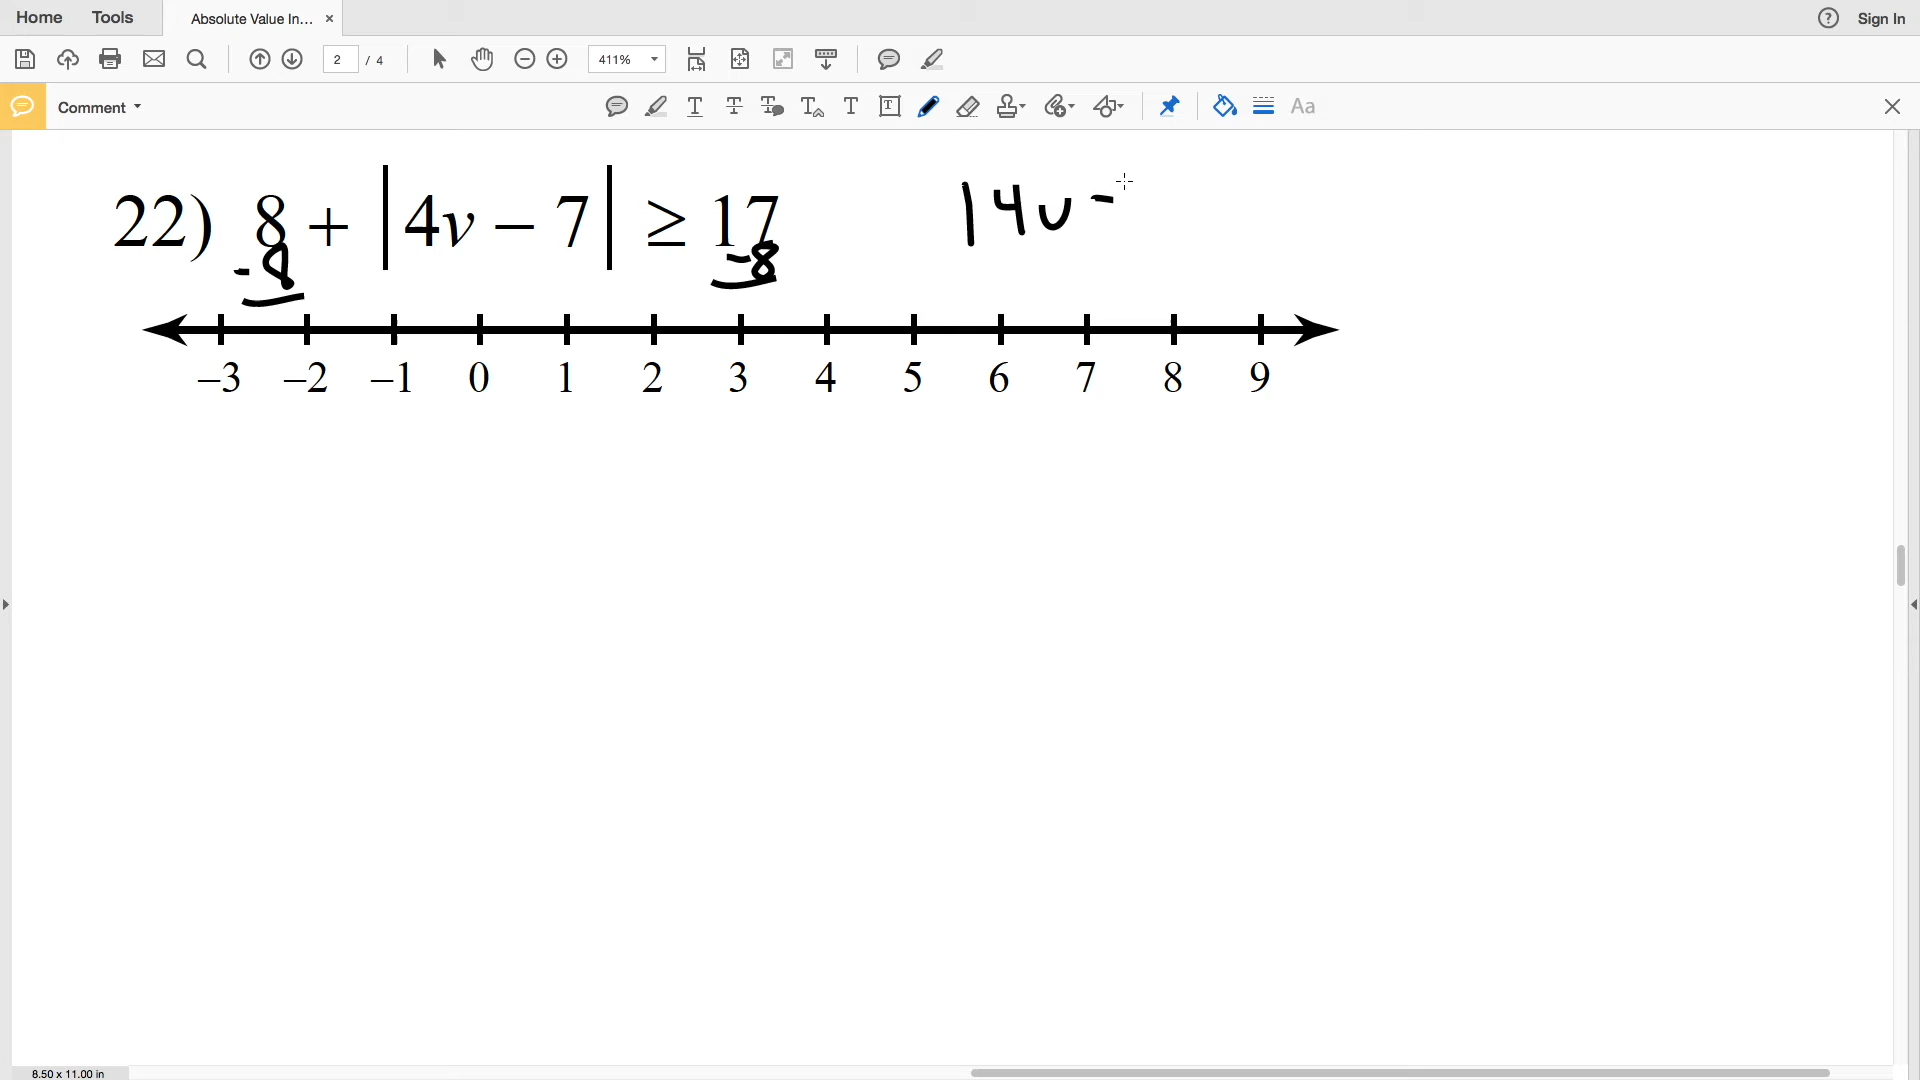 Home Tools Absolute Value In... × ? Sign In
2 / 4 411%
Comment Aa
22) 8 + |4v − 7| ≥ 17 |4v -
-8 -8
–3 –2 –1 0 1 2 3 4 5 6 7 8 9
8.50 x 11.00 in